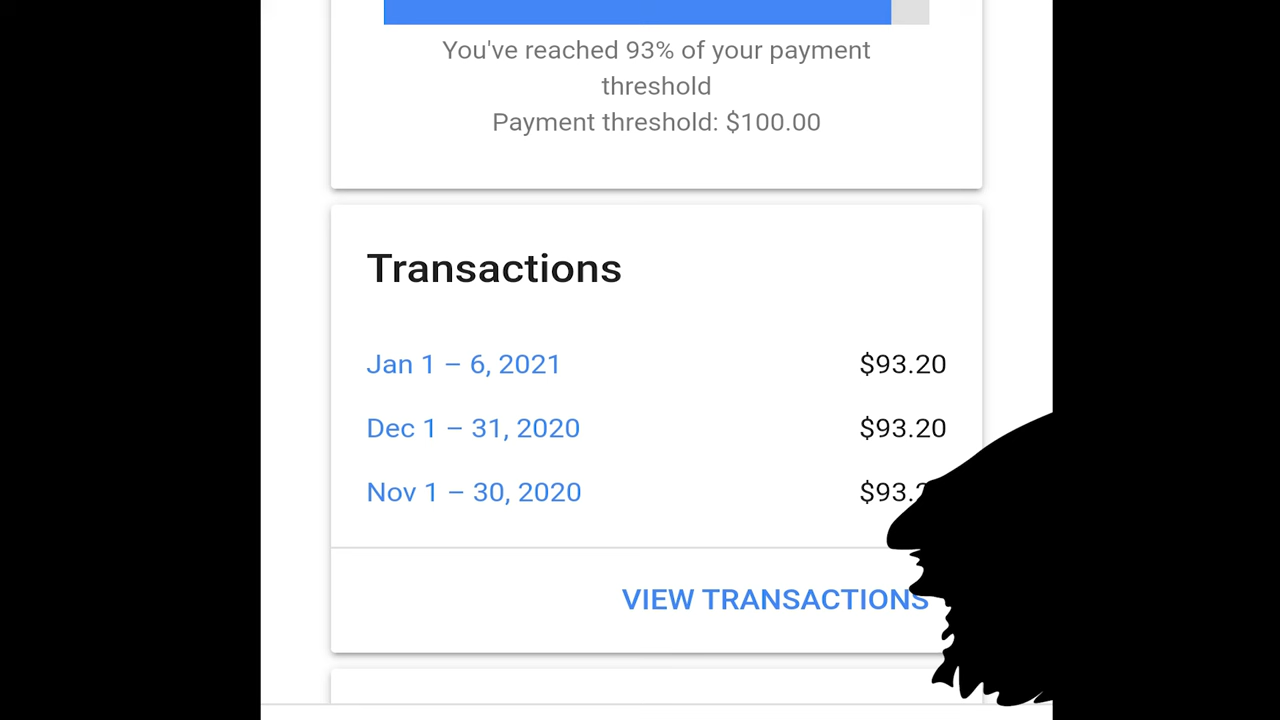 You've reached 93% of your payment
threshold
Payment threshold: $100.00
Transactions
Jan 1 – 6, 2021 $93.20
Dec 1 – 31, 2020 $93.20
Nov 1 – 30, 2020
VIEW TRANSACTIONS